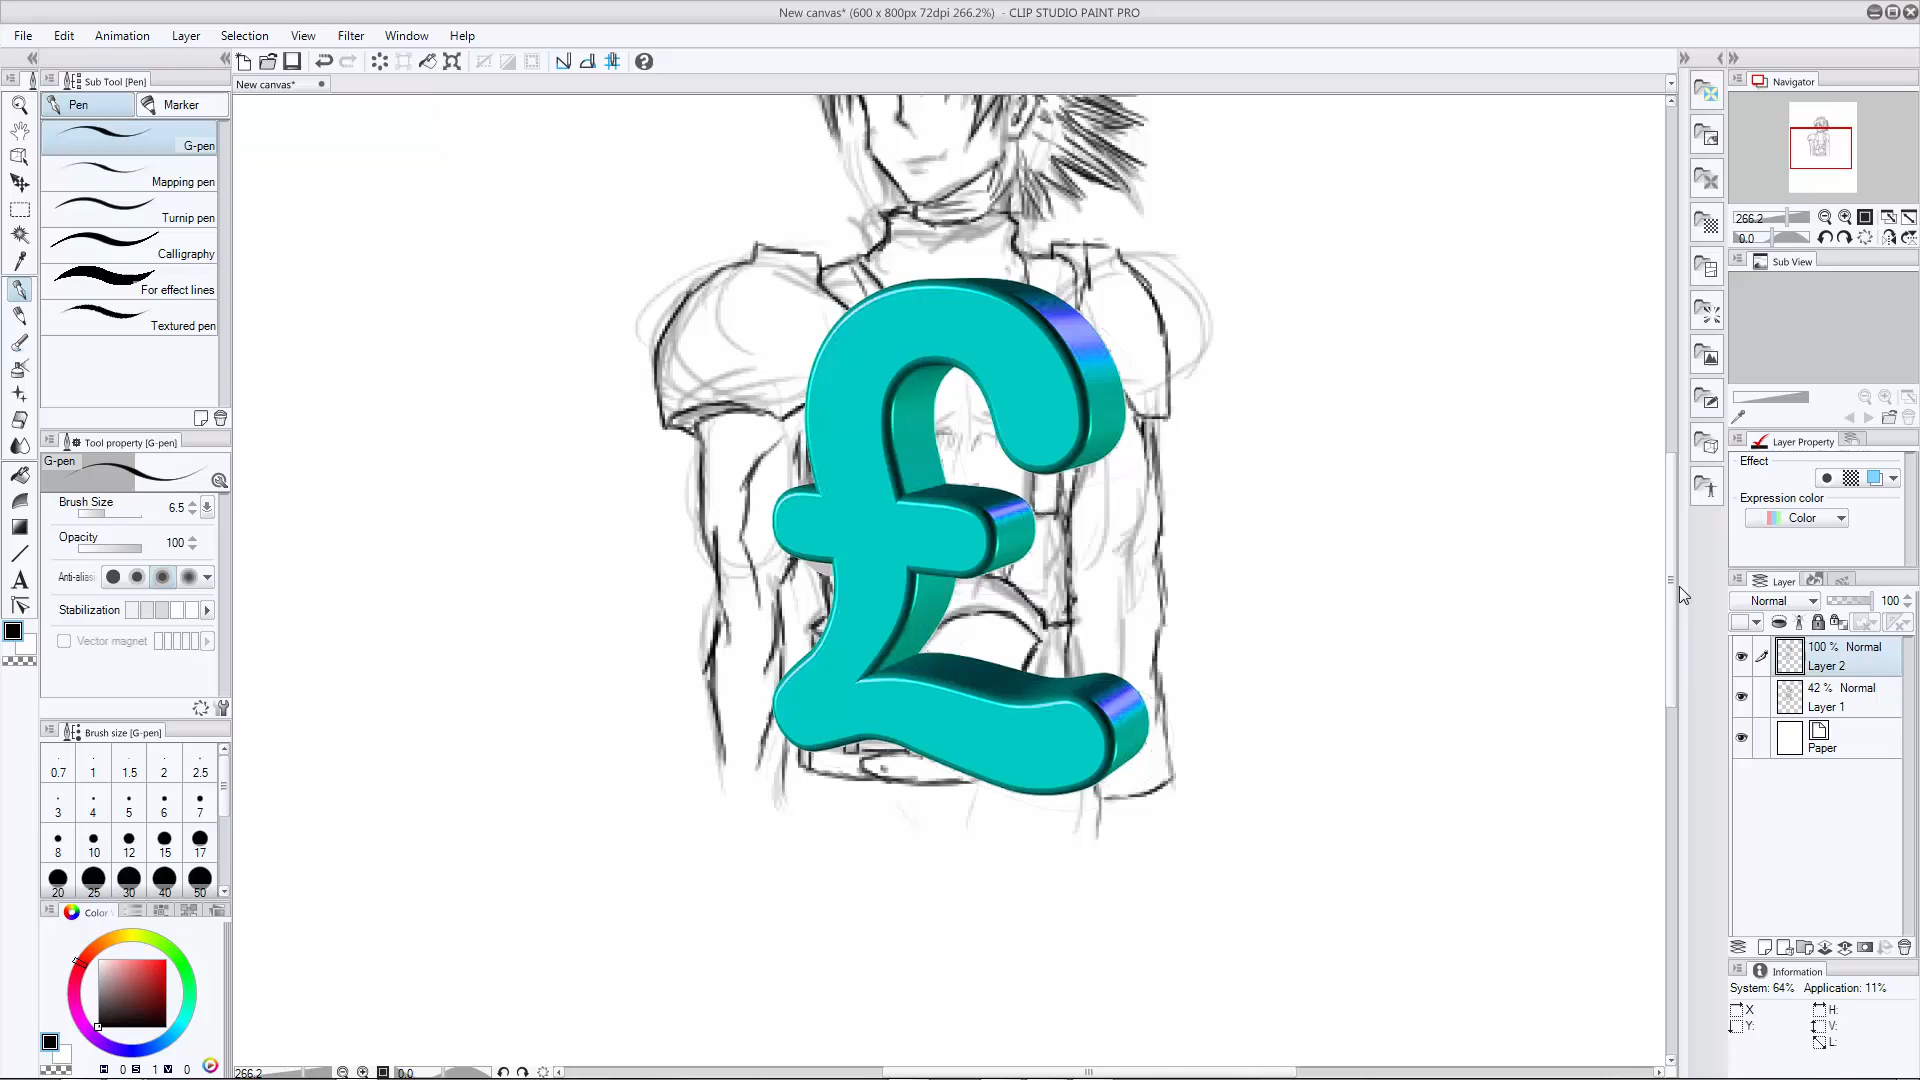 New canvas* (600 x 800px 72dpi 266.2%)  - CLIP STUDIO PAINT PRO
File Edit Animation Layer Selection View Filter Window Help
Sub Tool [Pen]
New canvas*
Navigator
Pen Marker
G-pen
Mapping pen
Turnip pen
Calligraphy
For effect lines
Textured pen
Tool property [G-pen]
G-pen
Brush Size 6.5
Opacity 100
Anti-alias
Stabilization
Vector magnet
Brush size [G-pen]
0.7 1 1.5 2 2.5
3 4 5 6 7
8 10 12 15 17
20 25 30 40 50
Color
H 0 S 1 V 0
£
266.2 0.0
266.2
0.0
Sub View
Layer Property
Effect
Expression color
Color
Layer
Normal 100
100 % Normal
Layer 2
42 % Normal
Layer 1
Paper
Information
System: 64% Application: 11%
X H:
Y: V:
L: